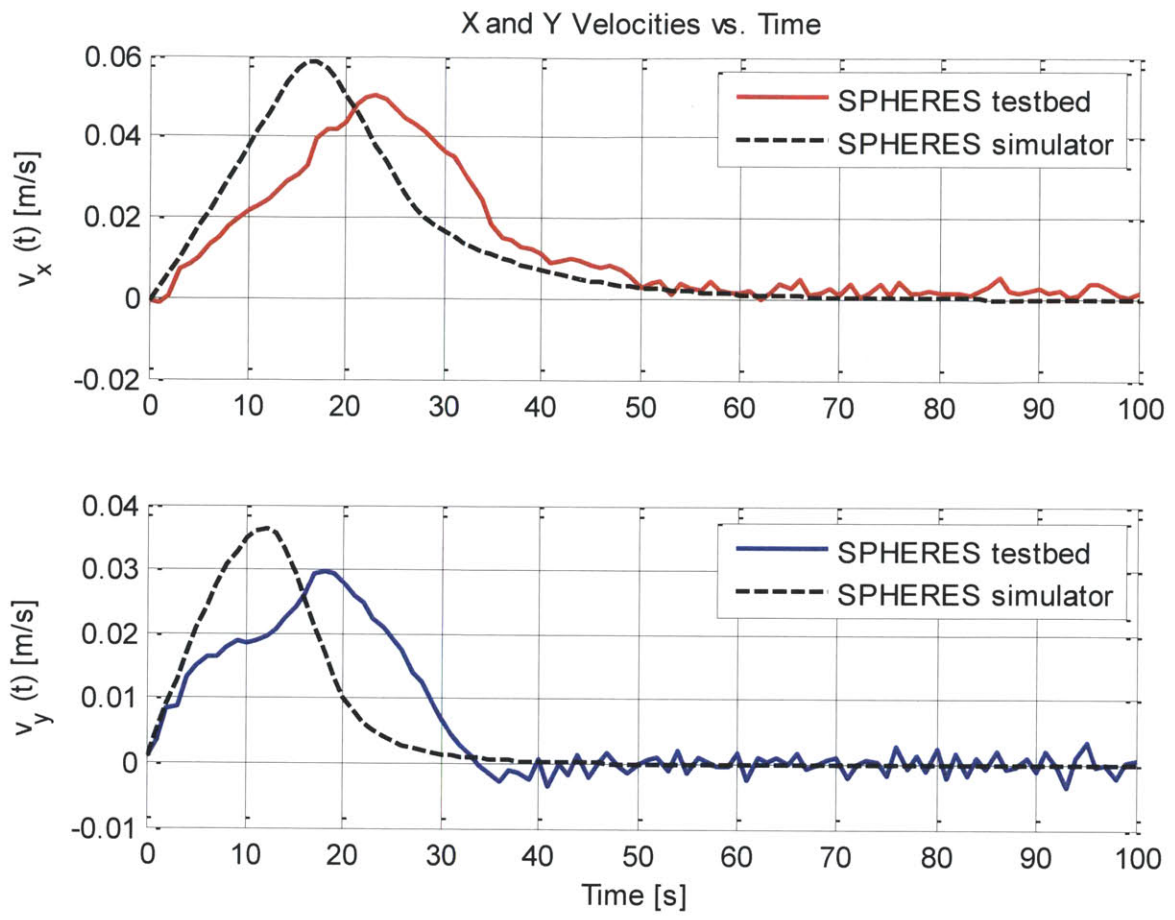 X and Y Velocities vs. Time
0.06
0.04
0.02
0
-0.02
v_x (t) [m/s]
SPHERES testbed
SPHERES simulator
0 10 20 30 40 50 60 70 80 90 100
0.04
0.03
0.02
0.01
0
-0.01
v_y (t) [m/s]
SPHERES testbed
SPHERES simulator
0 10 20 30 40 50 60 70 80 90 100
Time [s]